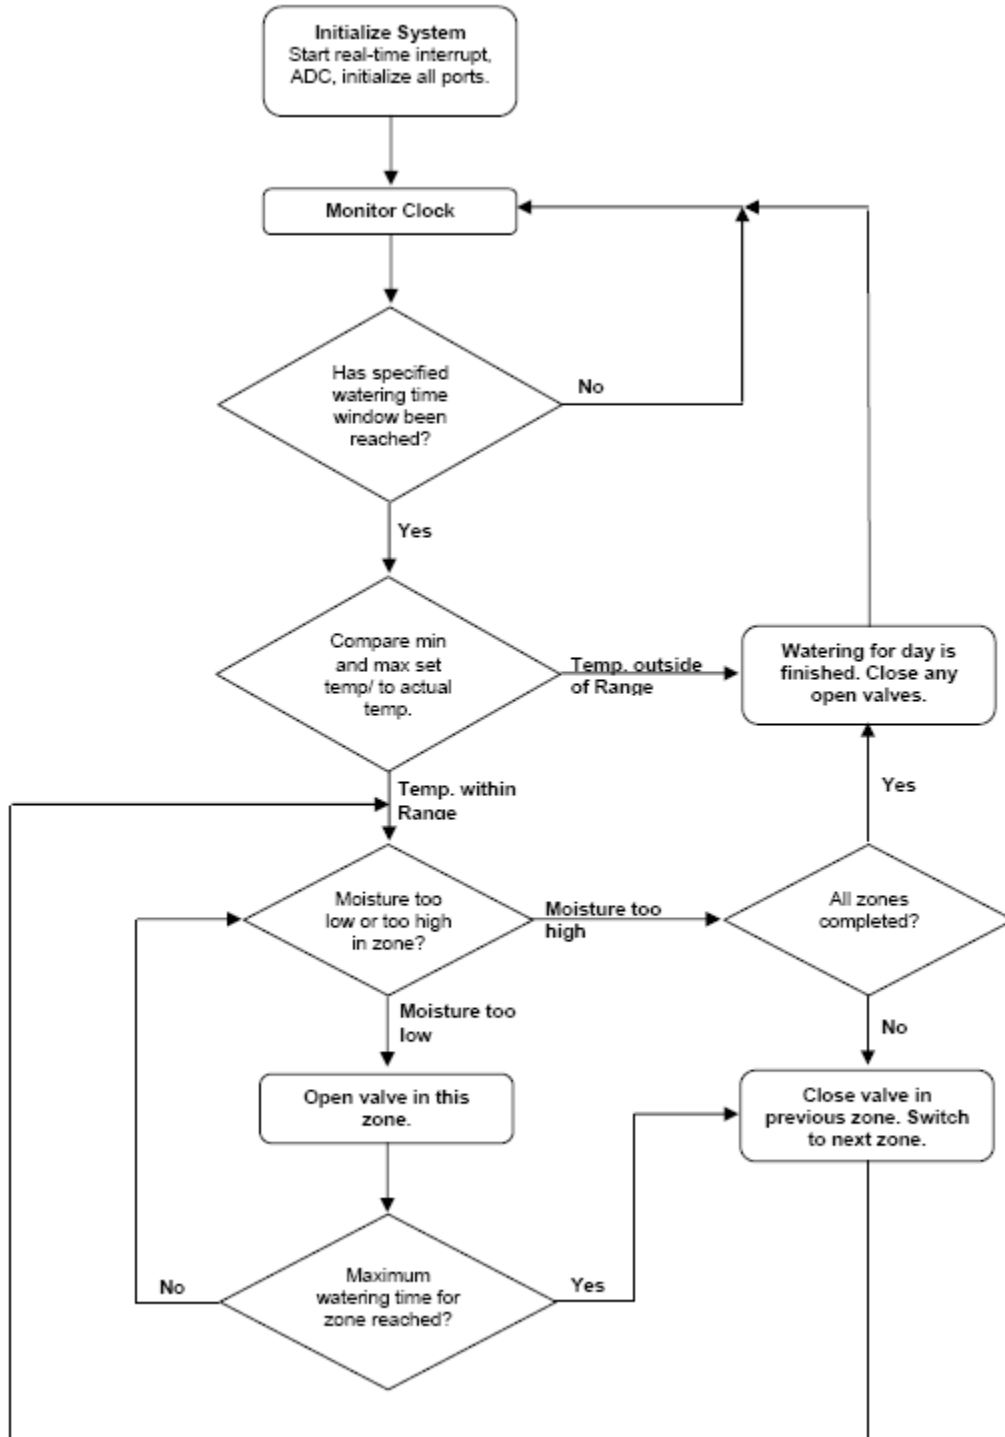 Initialize System
Start real-time interrupt,
ADC, initialize all ports.
Monitor Clock
Has specified
watering time
window been
reached?
No
Yes
Compare min
and max set
temp/ to actual
temp.
Temp. outside
of Range
Watering for day is
finished. Close any
open valves.
Temp. within
Range
Yes
Moisture too
low or too high
in zone?
Moisture too
high
All zones
completed?
Moisture too
low
No
Open valve in this
zone.
Close valve in
previous zone. Switch
to next zone.
No
Maximum
watering time for
zone reached?
Yes